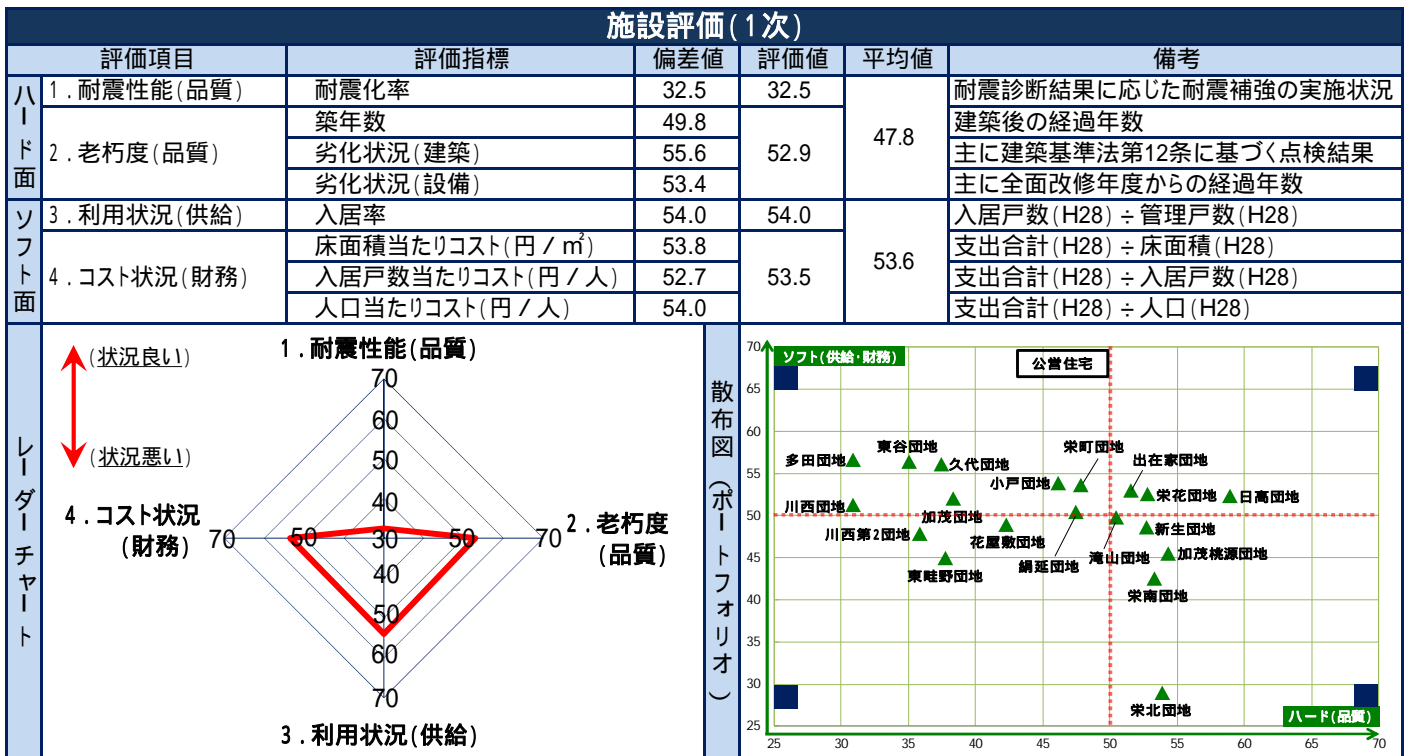 施設評価(1次)
評価項目 評価指標 偏差値 評価値 平均値 備考
ハード面
1．耐震性能(品質) 耐震化率 32.5 32.5 47.8 耐震診断結果に応じた耐震補強の実施状況
2．老朽度(品質) 築年数 49.8 52.9 建築後の経過年数
劣化状況(建築) 55.6 主に建築基準法第12条に基づく点検結果
劣化状況(設備) 53.4 主に全面改修年度からの経過年数
ソフト面
3．利用状況(供給) 入居率 54.0 54.0 53.6 入居戸数(H28)÷管理戸数(H28)
4．コスト状況(財務) 床面積当たりコスト(円／㎡) 53.8 53.5 支出合計(H28)÷床面積(H28)
入居戸数当たりコスト(円／人) 52.7 支出合計(H28)÷入居戸数(H28)
人口当たりコスト(円／人) 54.0 支出合計(H28)÷人口(H28)
レーダーチャート
(状況良い)
(状況悪い)
1．耐震性能(品質)
70
60
50
40
4．コスト状況
(財務)
70 50 30 50 70
2．老朽度
(品質)
40
50
60
70
3．利用状況(供給)
散布図(ポートフォリオ)
ソフト(供給・財務)
公営住宅
70
65
60
55
50
45
40
35
30
25
多田団地
東谷団地
久代団地
小戸団地
栄町団地
出在家団地
栄花団地
日高団地
川西団地
加茂団地
川西第2団地
花屋敷団地
絹延団地
滝山団地
新生団地
東畦野団地
加茂桃源団地
栄南団地
栄北団地
ハード(品質)
25 30 35 40 45 50 55 60 65 70